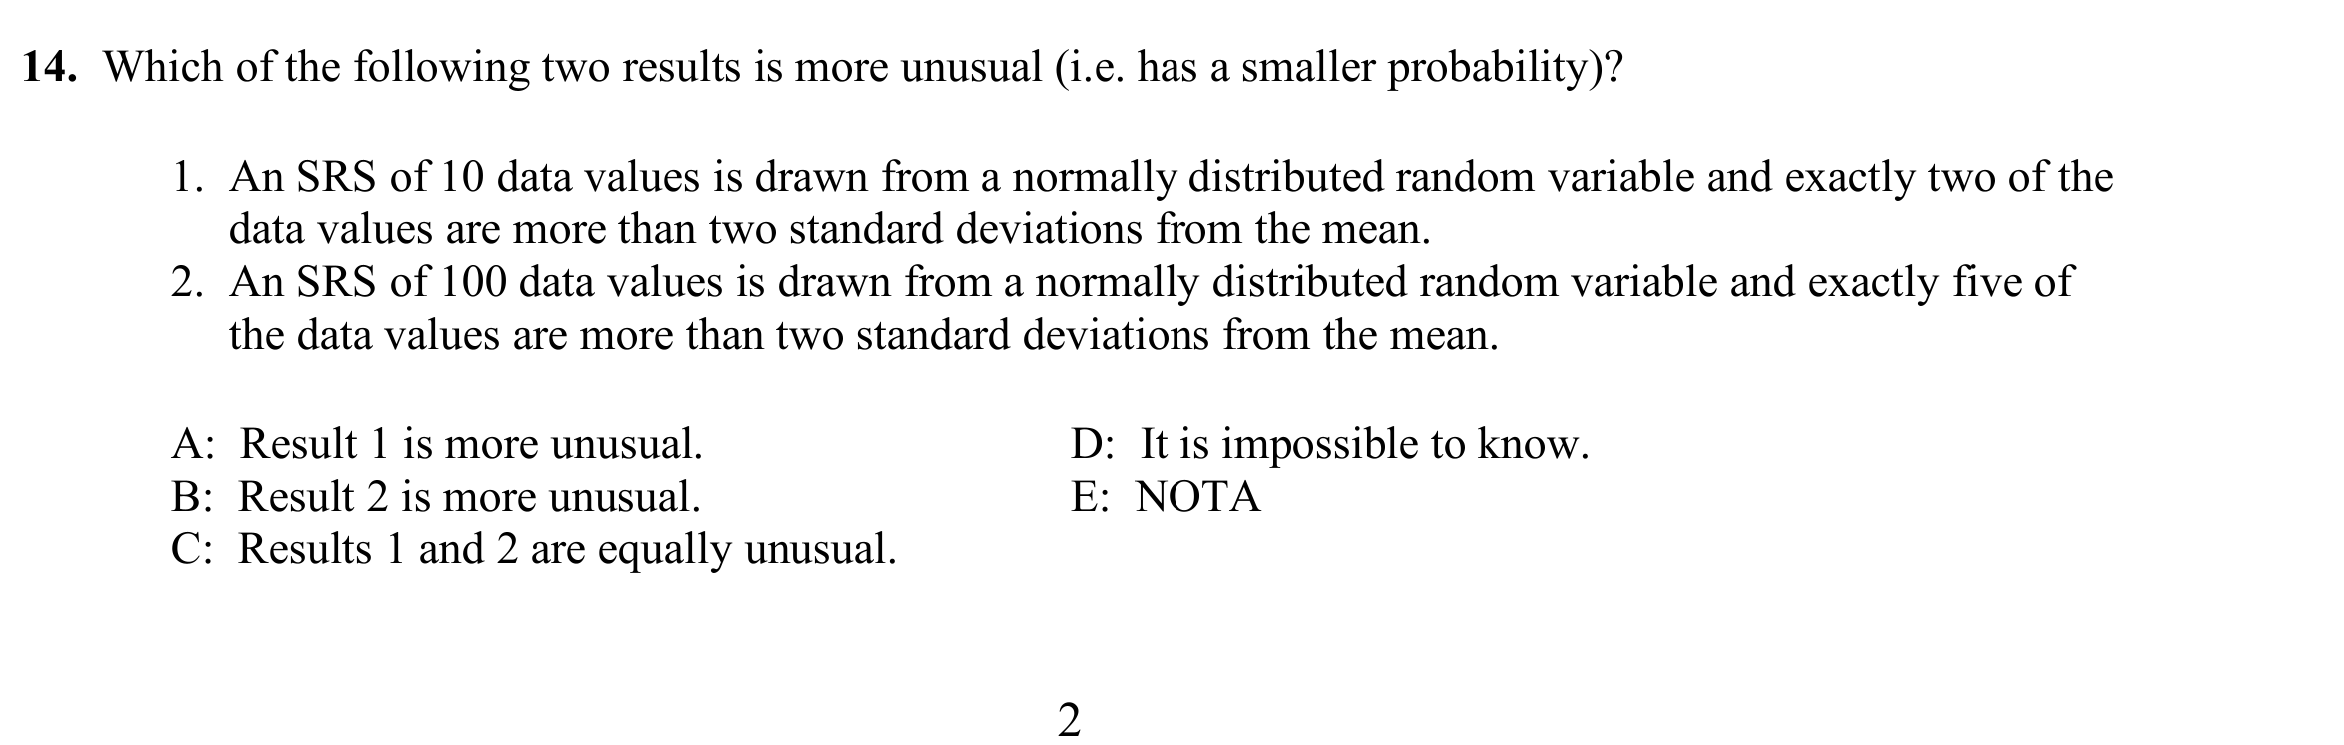 14. Which of the following two results is more unusual (i.e. has a smaller probability)?
1. An SRS of 10 data values is drawn from a normally distributed random variable and exactly two of the
data values are more than two standard deviations from the mean.
2. An SRS of 100 data values is drawn from a normally distributed random variable and exactly five of
the data values are more than two standard deviations from the mean.
A: Result 1 is more unusual.
B: Result 2 is more unusual.
C: Results 1 and 2 are equally unusual.
D: It is impossible to know.
E: NOTA
2